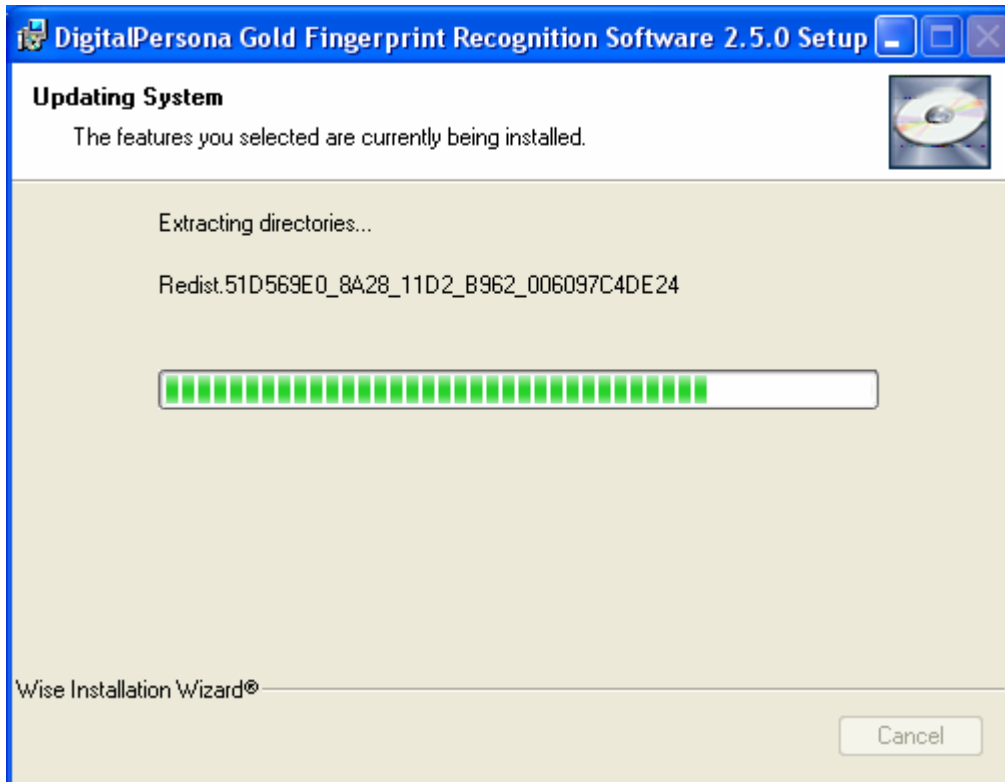 DigitalPersona Gold Fingerprint Recognition Software 2.5.0 Setup
Updating System
The features you selected are currently being installed.
Extracting directories...
Redist.51D569E0_8A28_11D2_B962_006097C4DE24
Wise Installation Wizard®
Cancel